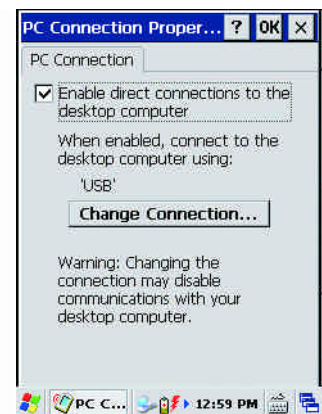 PC Connection Proper... ? OK ×
PC Connection
Enable direct connections to the
desktop computer
When enabled, connect to the
desktop computer using:
'USB'
Change Connection...
Warning: Changing the
connection may disable
communications with your
desktop computer.
PC C... 12:59 PM